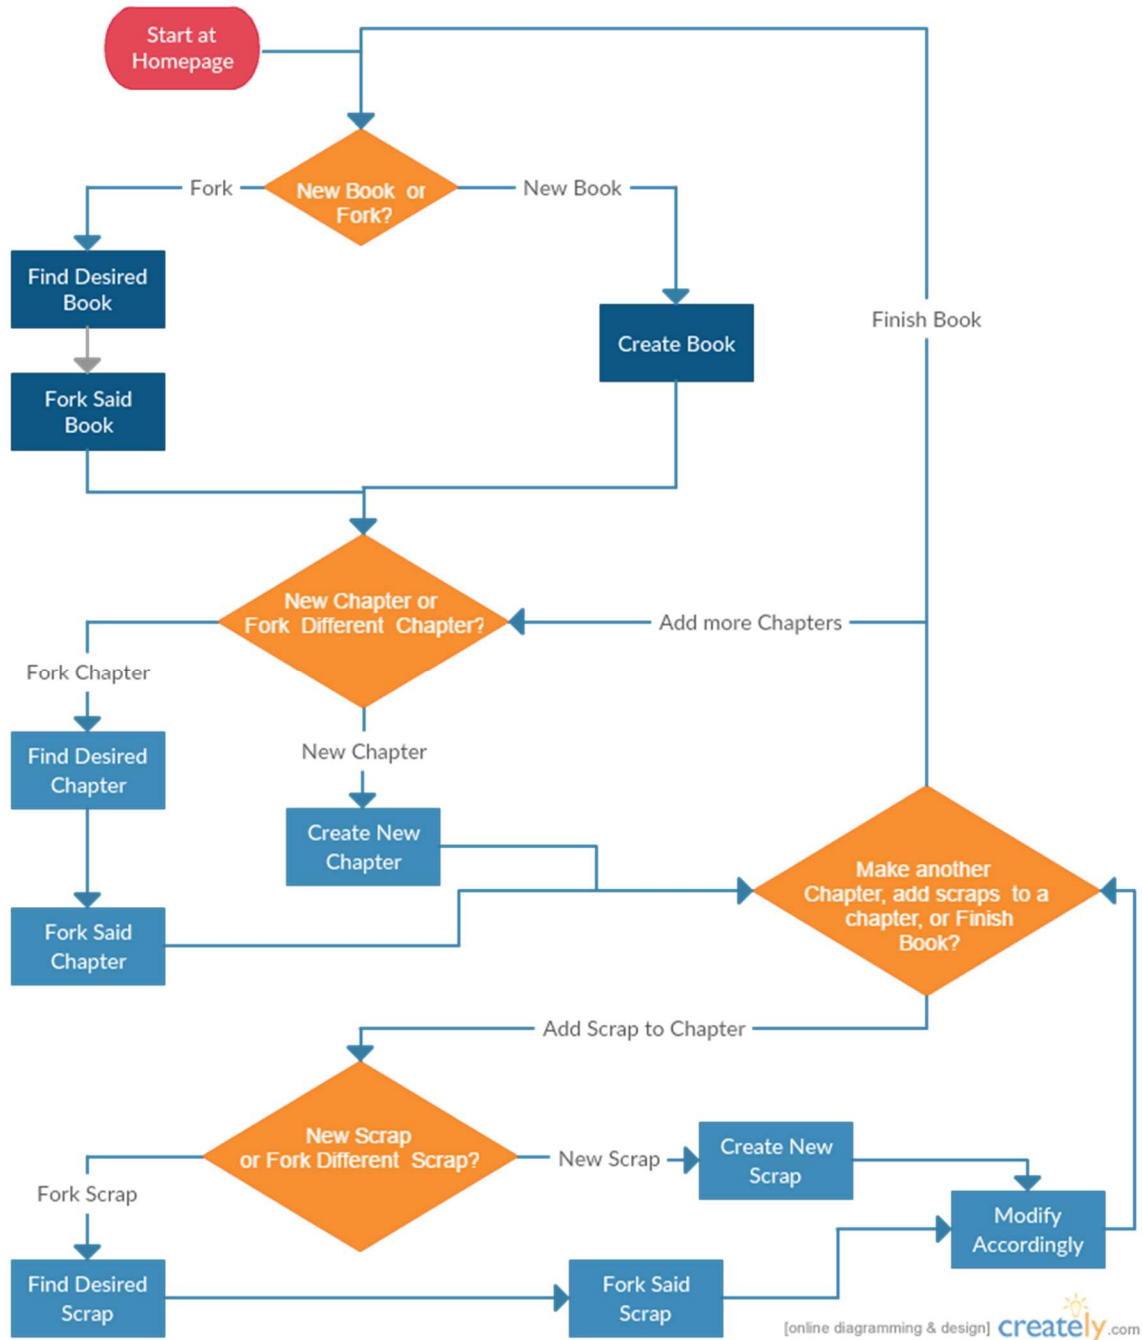 Start at
Homepage
New Book or
Fork?
Fork
New Book
Find Desired
Book
Create Book
Finish Book
Fork Said
Book
New Chapter or
Fork Different Chapter?
Add more Chapters
Fork Chapter
New Chapter
Find Desired
Chapter
Create New
Chapter
Make another
Chapter, add scraps to a
chapter, or Finish
Book?
Fork Said
Chapter
Add Scrap to Chapter
New Scrap
or Fork Different Scrap?
New Scrap
Create New
Scrap
Fork Scrap
Modify
Accordingly
Find Desired
Scrap
Fork Said
Scrap
[online diagramming & design] creately.com